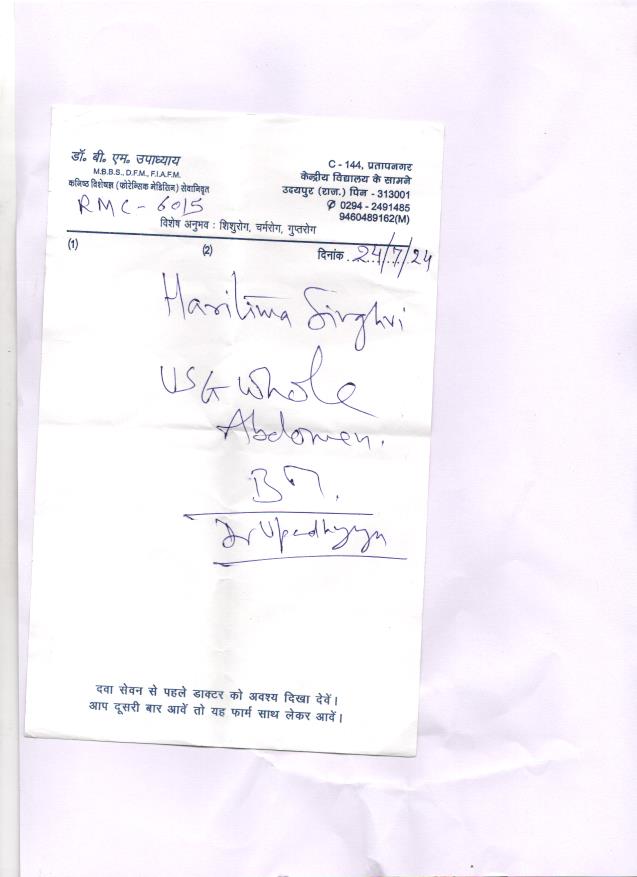 डॉ. बी. एम. उपाध्याय
M.B.B.S., D.F.M., F.I.A.F.M.
कनिष्ठ विशेषज्ञ (फोरेन्सिक मेडिसिन) सेवानिवृत
RMC-6015
C - 144, प्रतापनगर
केन्द्रीय विद्यालय के सामने
उदयपुर (राज.) पिन - 313001
✆ 0294 - 2491485
9460489162(M)
विशेष अनुभव : शिशुरोग, चर्मरोग, गुप्तरोग
(1) (2) दिनांक 24/7/24
Haritima Singhvi
USG Whole
Abdomen.
Dr Upadhyay
दवा सेवन से पहले डाक्टर को अवश्य दिखा देवें।
आप दूसरी बार आवें तो यह फार्म साथ लेकर आवें।